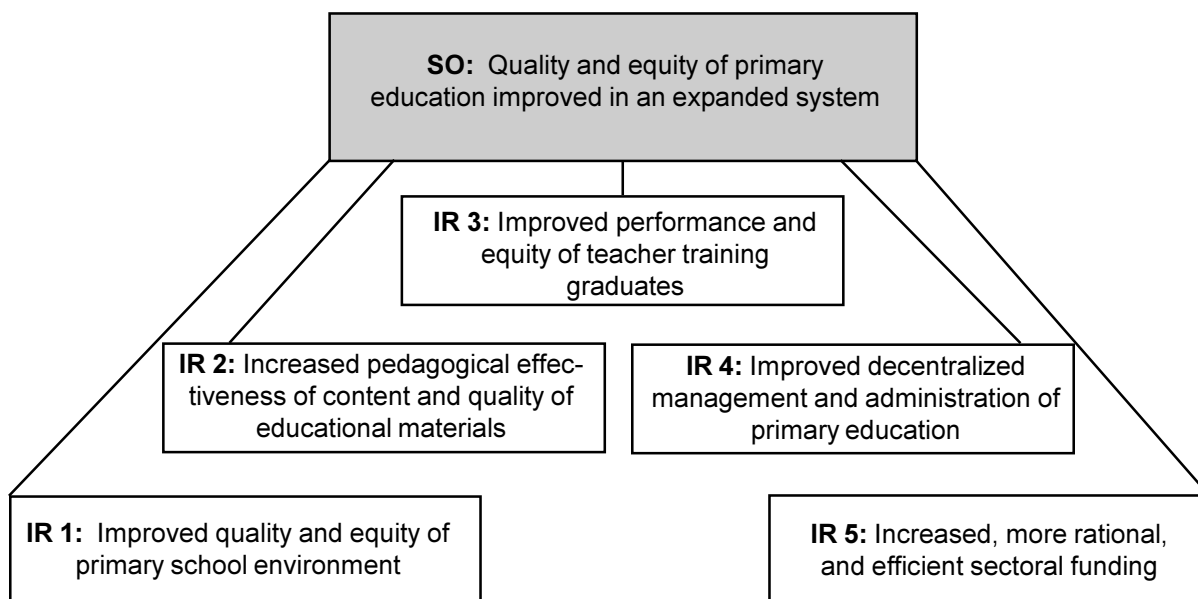 SO: Quality and equity of primary
education improved in an expanded system
IR 3: Improved performance and
equity of teacher training
graduates
IR 2: Increased pedagogical effec-
tiveness of content and quality of
educational materials
IR 4: Improved decentralized
management and administration of
primary education
IR 1: Improved quality and equity of
primary school environment
IR 5: Increased, more rational,
and efficient sectoral funding